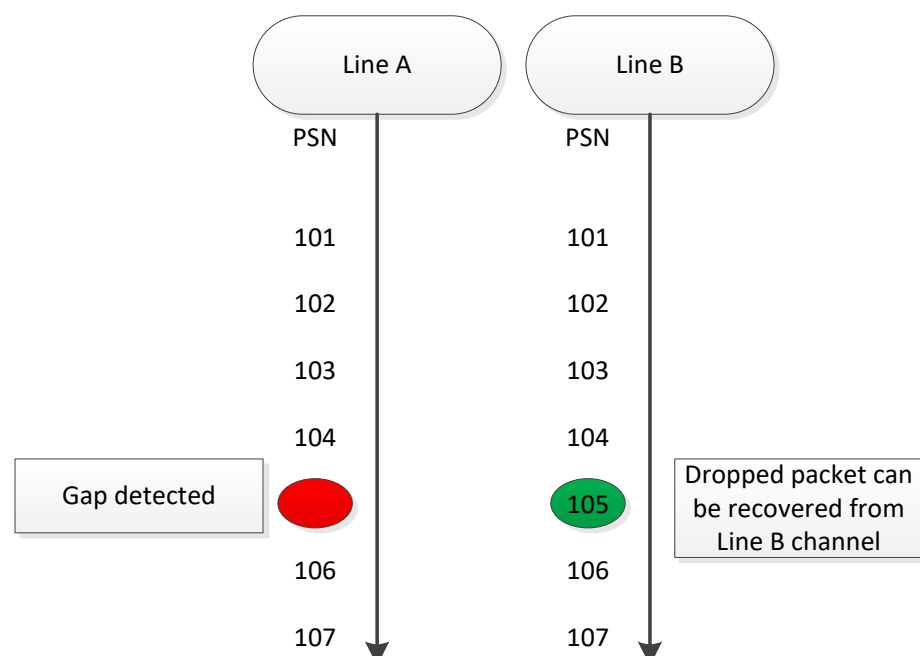 Line A
Line B
PSN
PSN
101
101
102
102
103
103
104
104
Gap detected
105
Dropped packet can
be recovered from
Line B channel
106
106
107
107